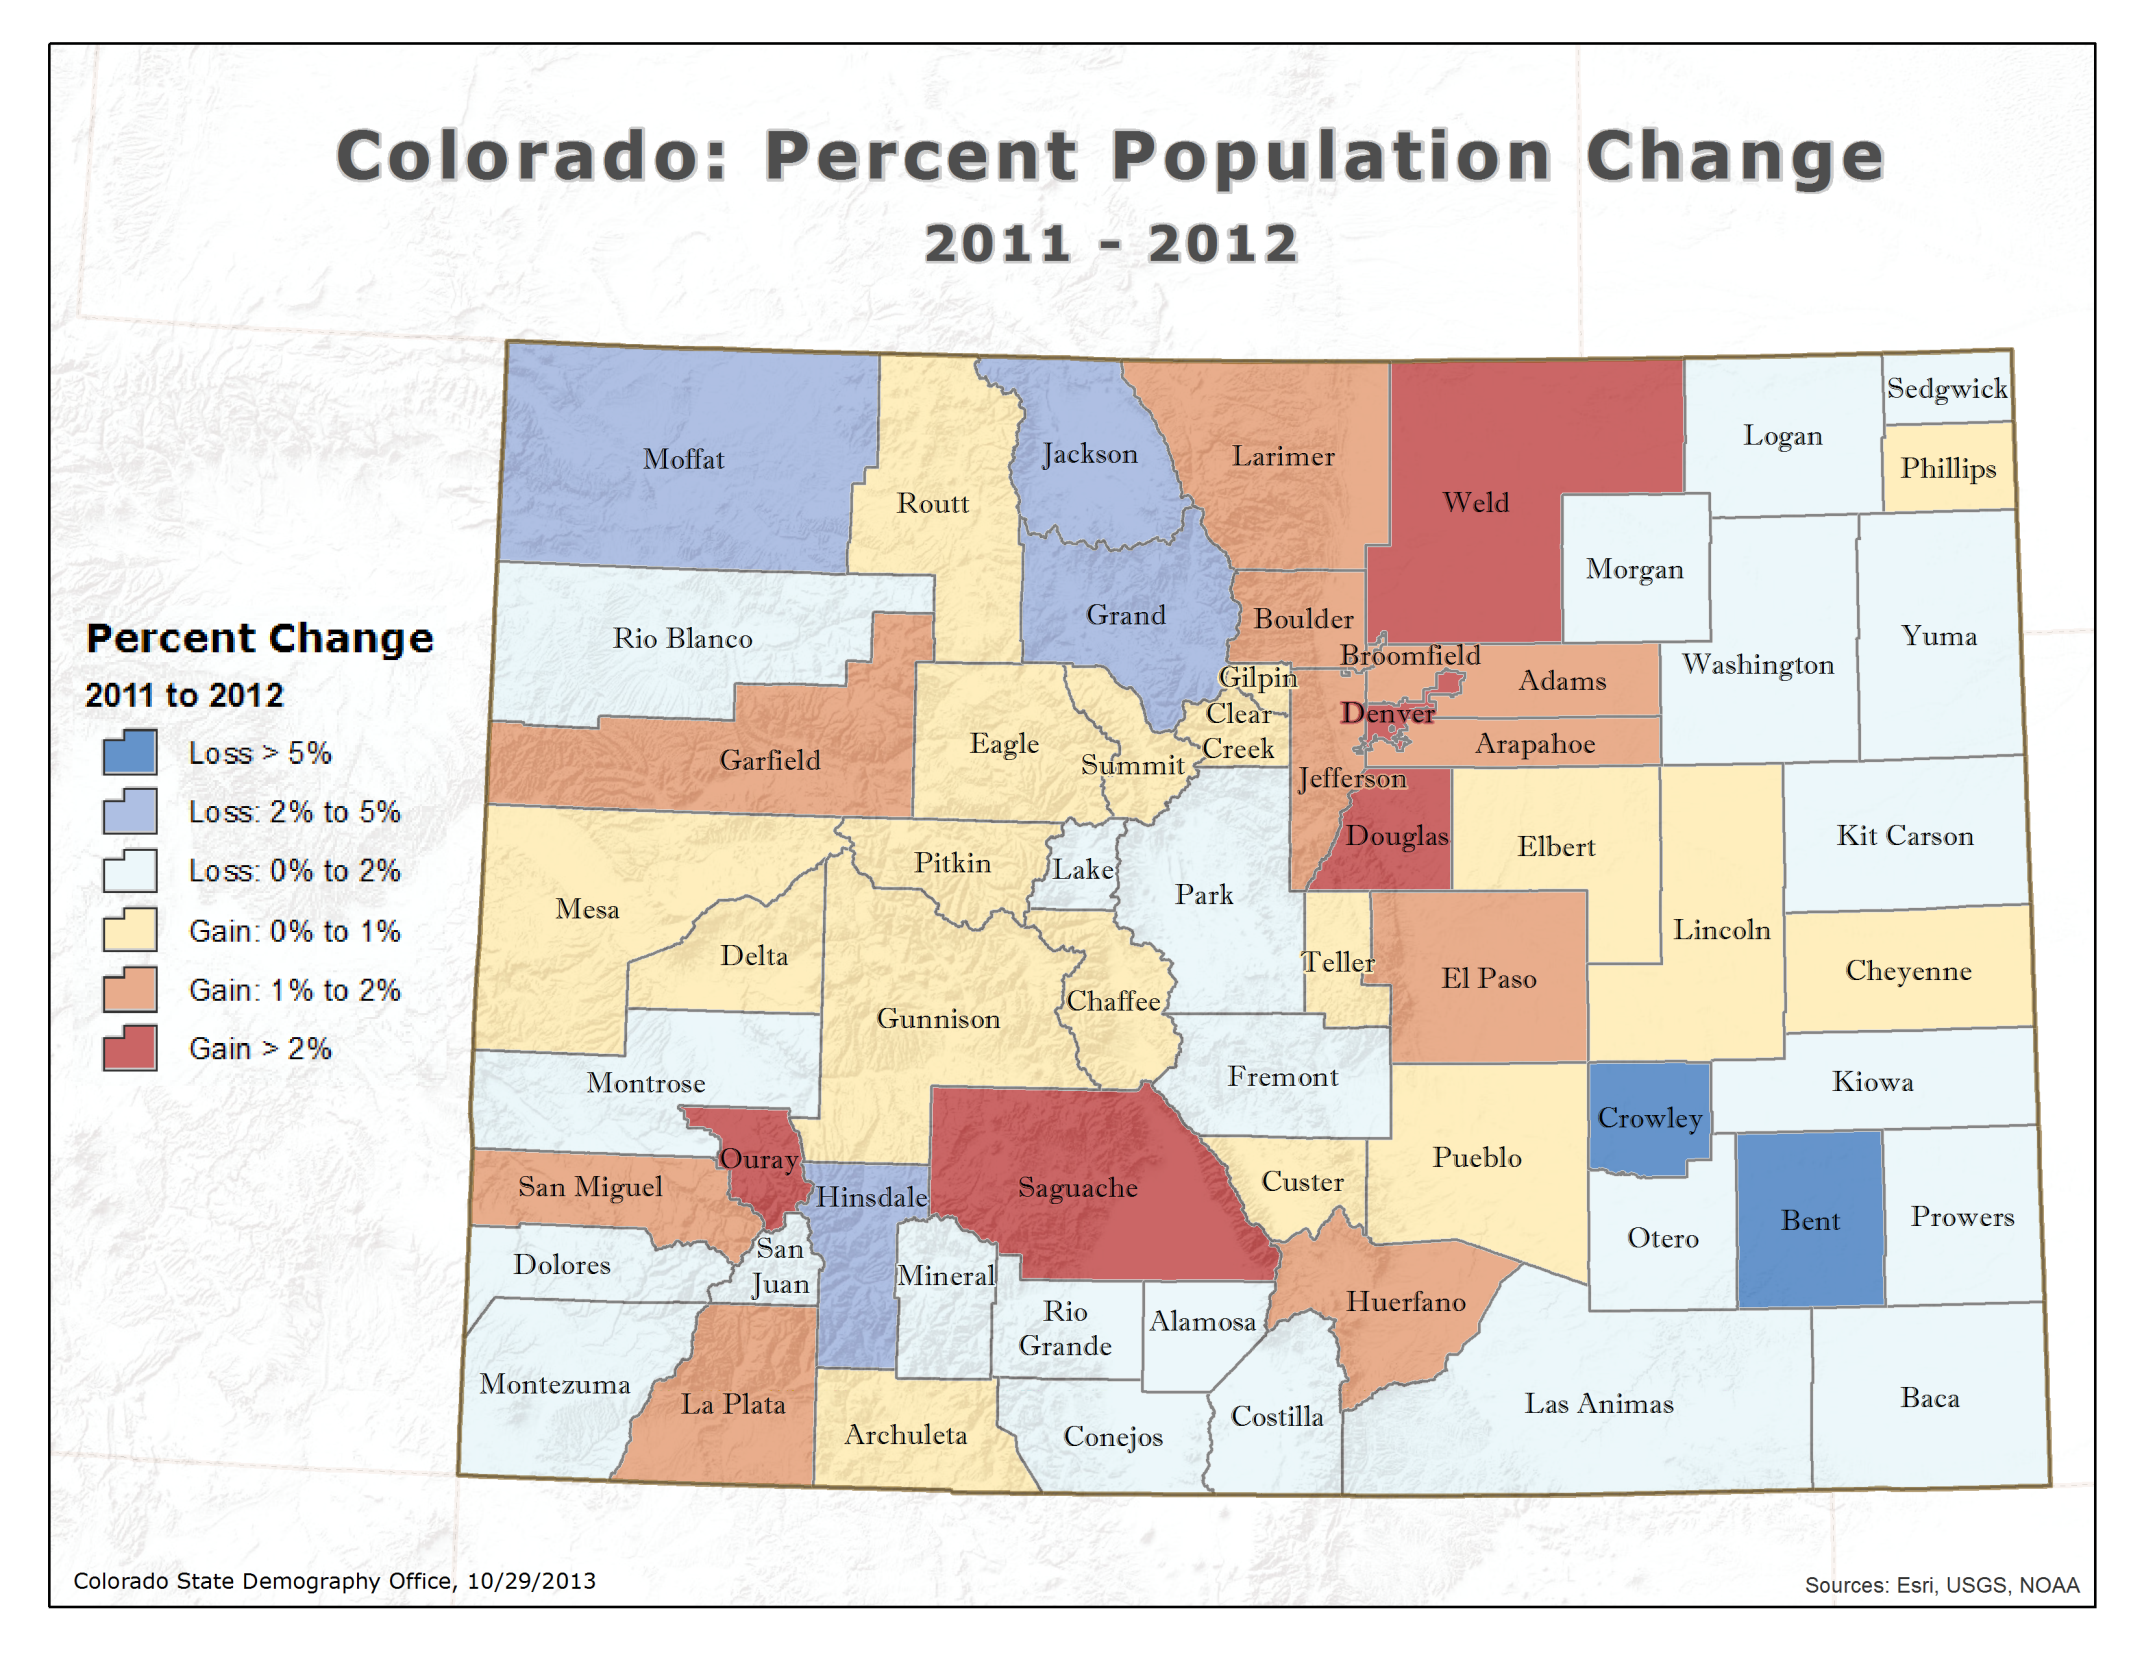 Colorado: Percent Population Change
2011 - 2012
Percent Change
2011 to 2012
Loss > 5%
Loss: 2% to 5%
Loss: 0% to 2%
Gain: 0% to 1%
Gain: 1% to 2%
Gain > 2%
Moffat
Routt
Jackson
Larimer
Weld
Logan
Sedgwick
Phillips
Morgan
Rio Blanco
Grand
Boulder
Broomfield
Washington
Yuma
Gilpin
Adams
Garfield
Eagle
Summit
Clear
Creek
Denver
Arapahoe
Jefferson
Douglas
Elbert
Kit Carson
Mesa
Pitkin
Lake
Park
Delta
Gunnison
Chaffee
Teller
El Paso
Lincoln
Cheyenne
Montrose
Fremont
Kiowa
Crowley
Ouray
San Miguel
Hinsdale
Saguache
Custer
Pueblo
Otero
Bent
Prowers
Dolores
San
Juan
Mineral
Rio
Grande
Alamosa
Huerfano
Montezuma
La Plata
Archuleta
Conejos
Costilla
Las Animas
Baca
Colorado State Demography Office, 10/29/2013
Sources: Esri, USGS, NOAA